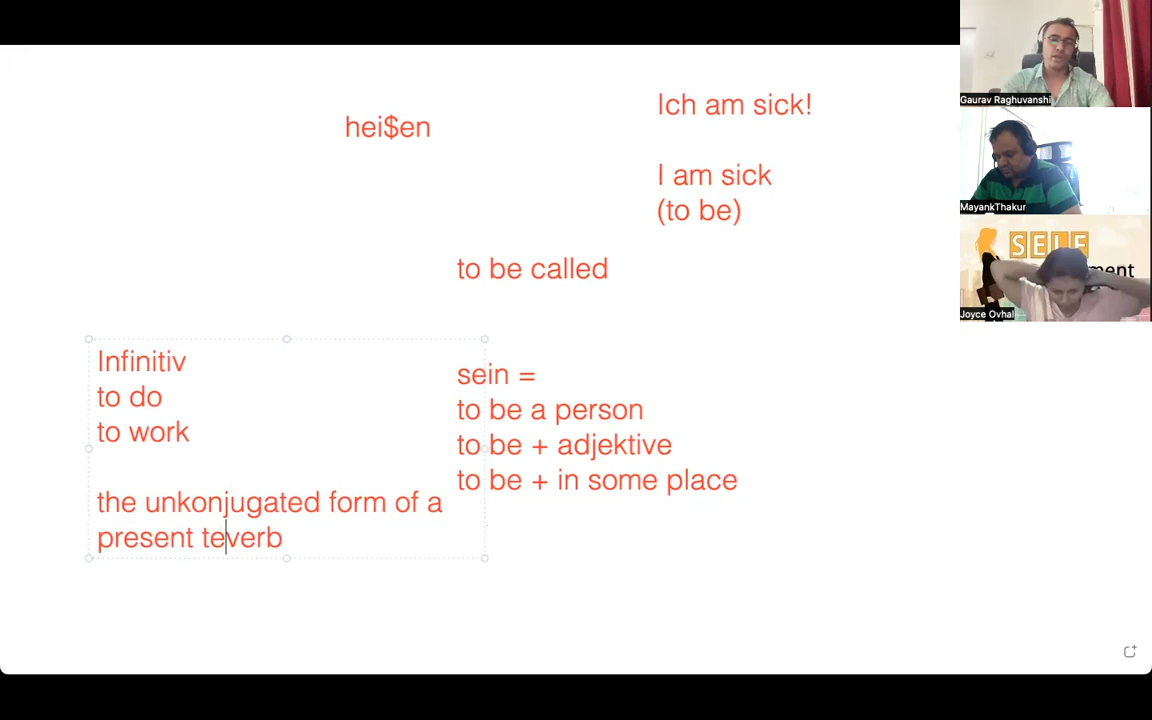 hei$en
Ich am sick!
I am sick
(to be)
to be called
Infinitiv
to do
to work
the unkonjugated form of a
present teverb
sein =
to be a person
to be + adjektive
to be + in some place
Gaurav Raghuvanshi
MayankThakur
SELF
ment
Joyce Ovhal